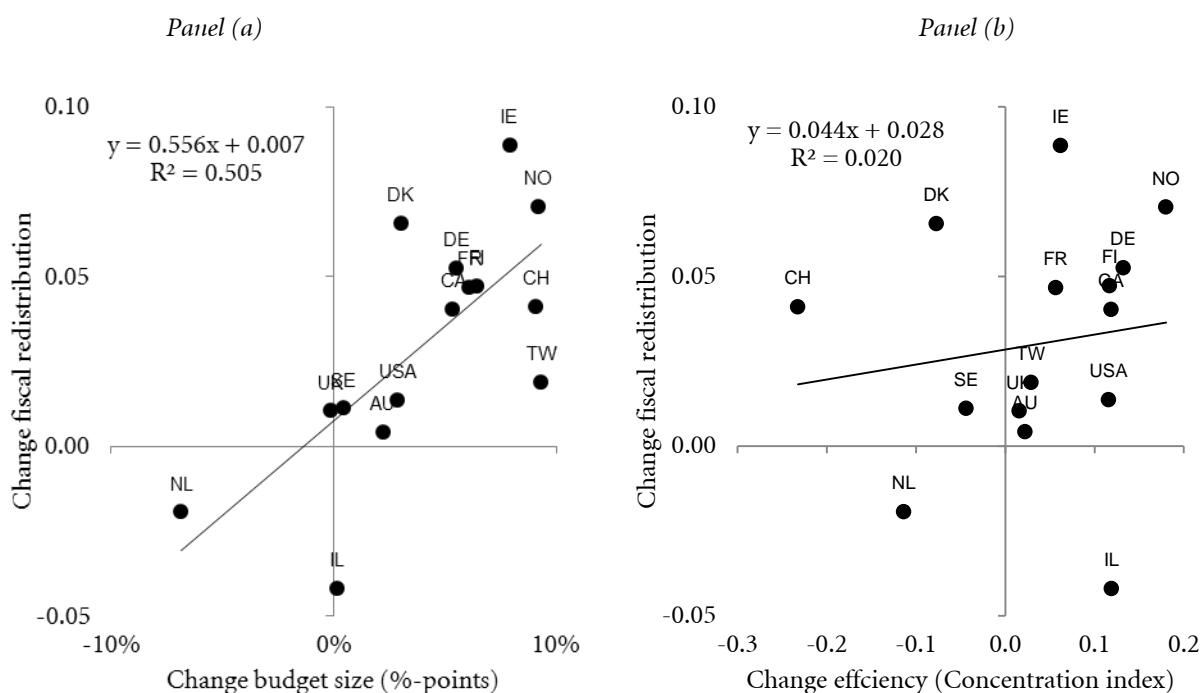 Panel (a)
Panel (b)
Change fiscal redistribution
0.10
0.05
0.00
-0.05
y = 0.556x + 0.007
R² = 0.505
IE
NO
DK
DE
FR
FI
CA
CH
TW
USA
UK
SE
AU
NL
IL
-10%
0%
10%
Change budget size (%-points)
Change fiscal redistribution
0.10
0.05
0.00
-0.05
y = 0.044x + 0.028
R² = 0.020
IE
NO
DK
DE
FR
FI
CA
CH
TW
USA
SE
UK
AU
NL
IL
-0.3
-0.2
-0.1
0.0
0.1
0.2
Change effciency (Concentration index)